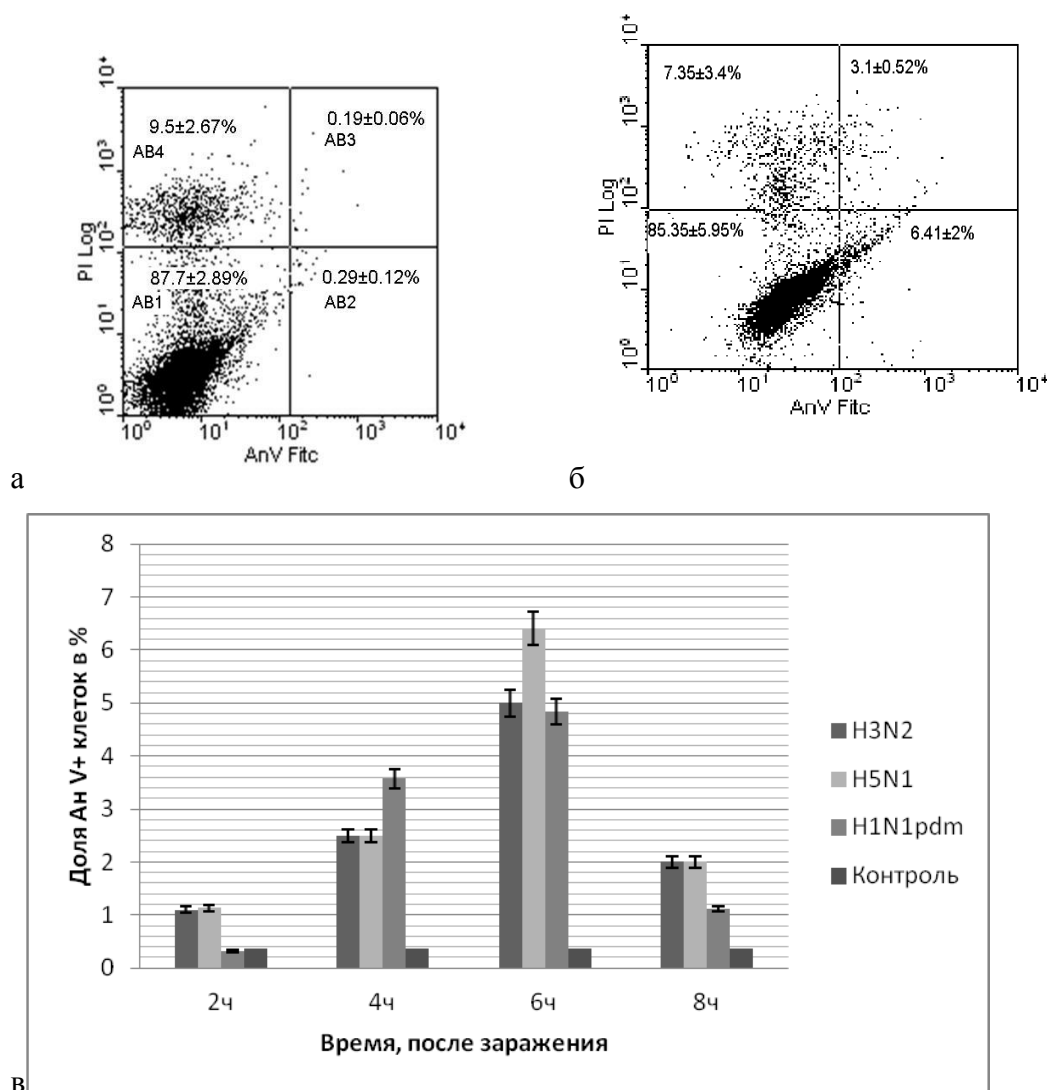 10⁴
10³
10²
10¹
10⁰
PI Log
9.5±2.67%
AB4
0.19±0.06%
AB3
87.7±2.89%
AB1
0.29±0.12%
AB2
10⁰ 10¹ 10² 10³ 10⁴
AnV Fitc
а
10⁴
10³
10²
10¹
10⁰
PI Log
7.35±3.4%
3.1±0.52%
85.35±5.95%
6.41±2%
10⁰ 10¹ 10² 10³ 10⁴
AnV Fitc
б
8
7
6
5
4
3
2
1
0
Доля Ан V+ клеток в %
2ч 4ч 6ч 8ч
Время, после заражения
H3N2
H5N1
H1N1pdm
Контроль
в